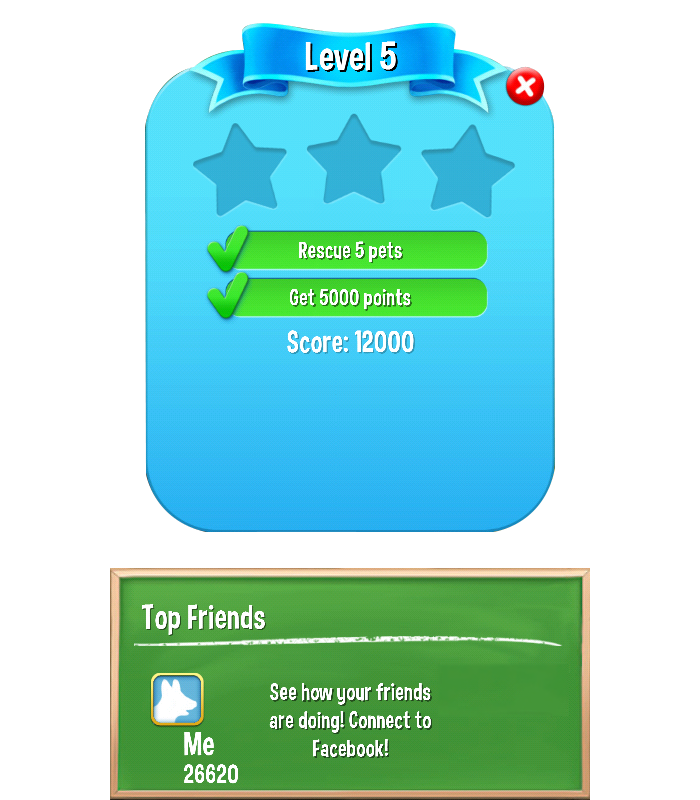 Level 5
Rescue 5 pets
Get 5000 points
Score: 12000
Top Friends
See how your friends
are doing! Connect to
Facebook!
Me
26620